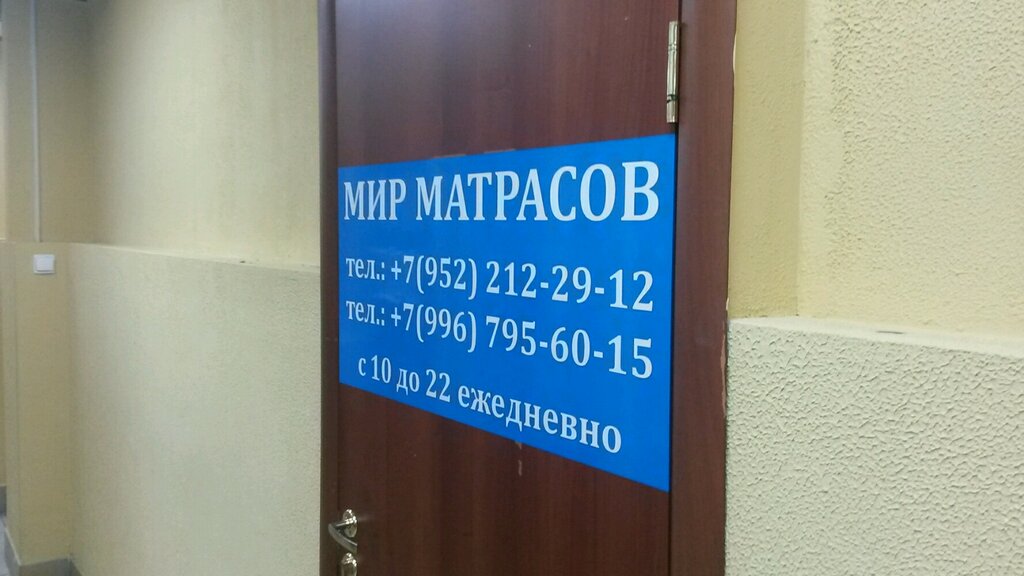 МИР МАТРАСОВ
тел.: +7(952) 212-29-12
тел.: +7(996) 795-60-15
с 10 до 22 ежедневно